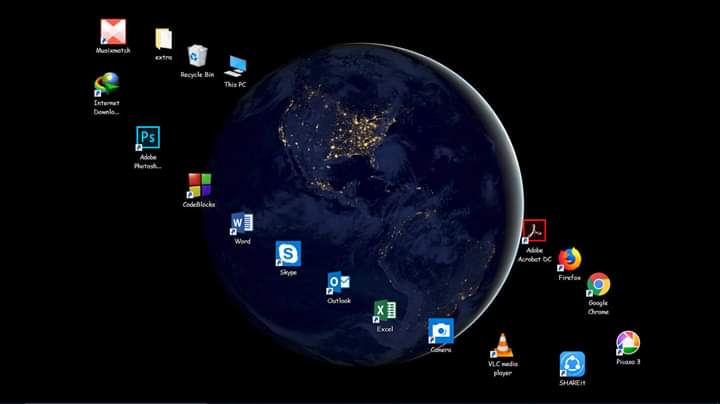 Musixmatch
extra
Recycle Bin
This PC
Internet
Downlo...
Ps
Adobe
Photosh...
CodeBlocks
W
Word
S
Skype
O
Outlook
X
Excel
Camera
Adobe
Acrobat DC
Firefox
Google
Chrome
VLC media
player
SHAREit
Picasa 3